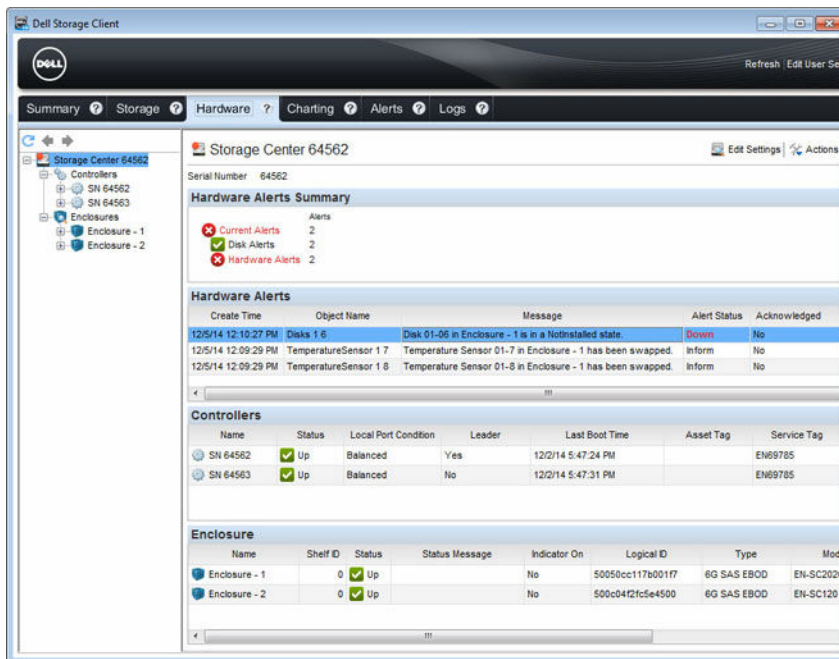 Dell Storage Client
DELL
Refresh Edit User Se
Summary ? Storage ? Hardware ? Charting ? Alerts ? Logs ?
Storage Center 64562
Controllers
SN 64562
SN 64563
Enclosures
Enclosure - 1
Enclosure - 2
Storage Center 64562
Edit Settings Actions
Serial Number 64562
Hardware Alerts Summary
Alerts
Current Alerts 2
Disk Alerts 2
Hardware Alerts 2
Hardware Alerts
Create Time Object Name Message Alert Status Acknowledged
12/5/14 12:10:27 PM Disks 1 6 Disk 01-06 in Enclosure - 1 is in a NotInstalled state. Down No
12/5/14 12:09:29 PM TemperatureSensor 1 7 Temperature Sensor 01-7 in Enclosure - 1 has been swapped. Inform No
12/5/14 12:09:29 PM TemperatureSensor 1 8 Temperature Sensor 01-8 in Enclosure - 1 has been swapped. Inform No
Controllers
Name Status Local Port Condition Leader Last Boot Time Asset Tag Service Tag
SN 64562 Up Balanced Yes 12/2/14 5:47:24 PM EN69785
SN 64563 Up Balanced No 12/2/14 5:47:31 PM EN69785
Enclosure
Name Shelf ID Status Status Message Indicator On Logical ID Type Mod
Enclosure - 1 0 Up No 50050cc117b001f7 6G SAS EBOD EN-SC202
Enclosure - 2 0 Up No 500c04f2fc5e4500 6G SAS EBOD EN-SC120